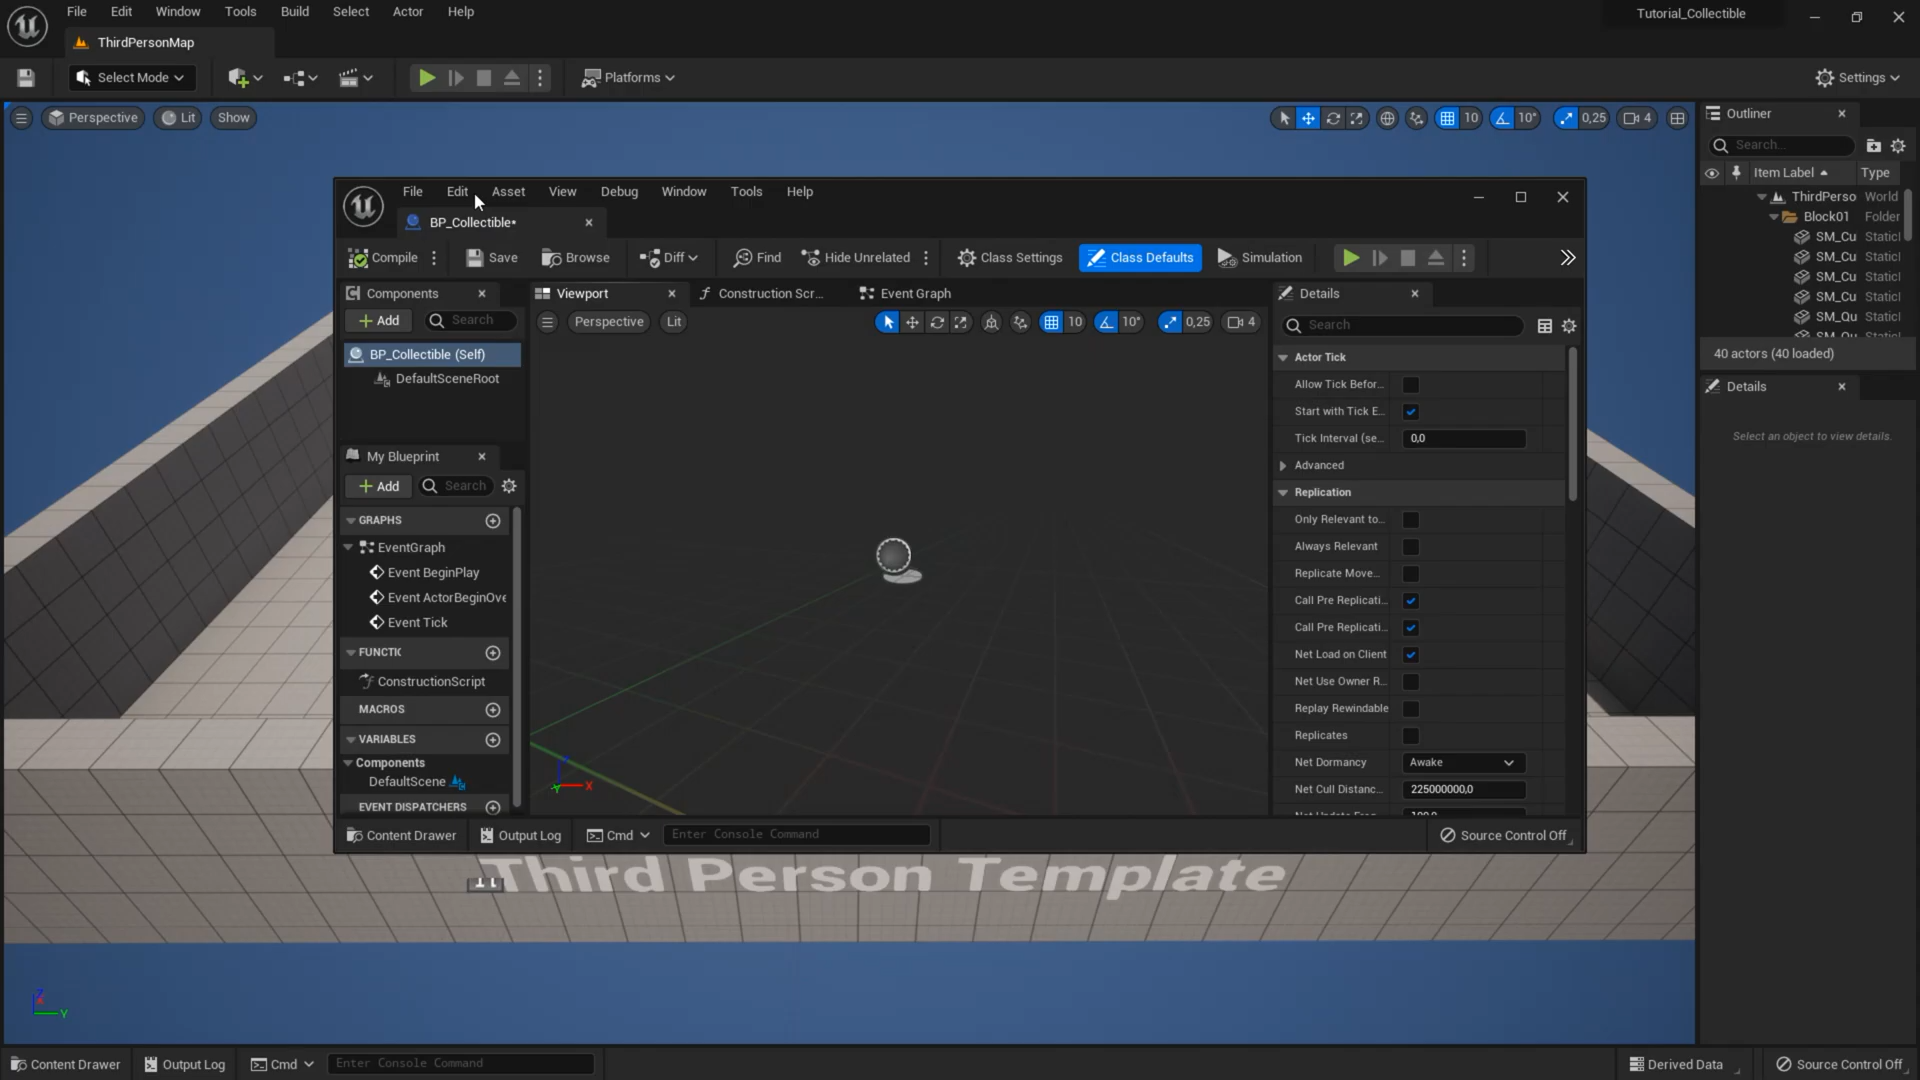 File Edit Window Tools Build Select Actor Help
Tutorial_Collectible
ThirdPersonMap
Select Mode
Platforms
Settings
Perspective Lit Show
10 10° 0,25 4
Outliner
Search...
Item Label Type
ThirdPerso World
Block01 Folder
SM_Cu StaticI
SM_Cu StaticI
SM_Cu StaticI
SM_Cu StaticI
SM_Qu StaticI
40 actors (40 loaded)
Details
Select an object to view details.
File Edit Asset View Debug Window Tools Help
BP_Collectible•
Compile Save Browse Diff Find Hide Unrelated Class Settings Class Defaults Simulation
Components
Add Search
BP_Collectible (Self)
DefaultSceneRoot
My Blueprint
Add Search
GRAPHS
EventGraph
Event BeginPlay
Event ActorBeginOve
Event Tick
FUNCTIC
ConstructionScript
MACROS
VARIABLES
Components
DefaultScene
EVENT DISPATCHERS
Viewport Construction Scr... Event Graph
Perspective Lit 10 10° 0,25 4
X
Details
Search
Actor Tick
Allow Tick Befor...
Start with Tick E...
Tick Interval (se... 0,0
Advanced
Replication
Only Relevant to...
Always Relevant
Replicate Move...
Call Pre Replicati...
Call Pre Replicati...
Net Load on Client
Net Use Owner R...
Replay Rewindable
Replicates
Net Dormancy Awake
Net Cull Distanc... 225000000,0
Content Drawer Output Log Cmd Enter Console Command Source Control Off
Third Person Template
Z
Y
Content Drawer Output Log Cmd Enter Console Command Derived Data Source Control Off